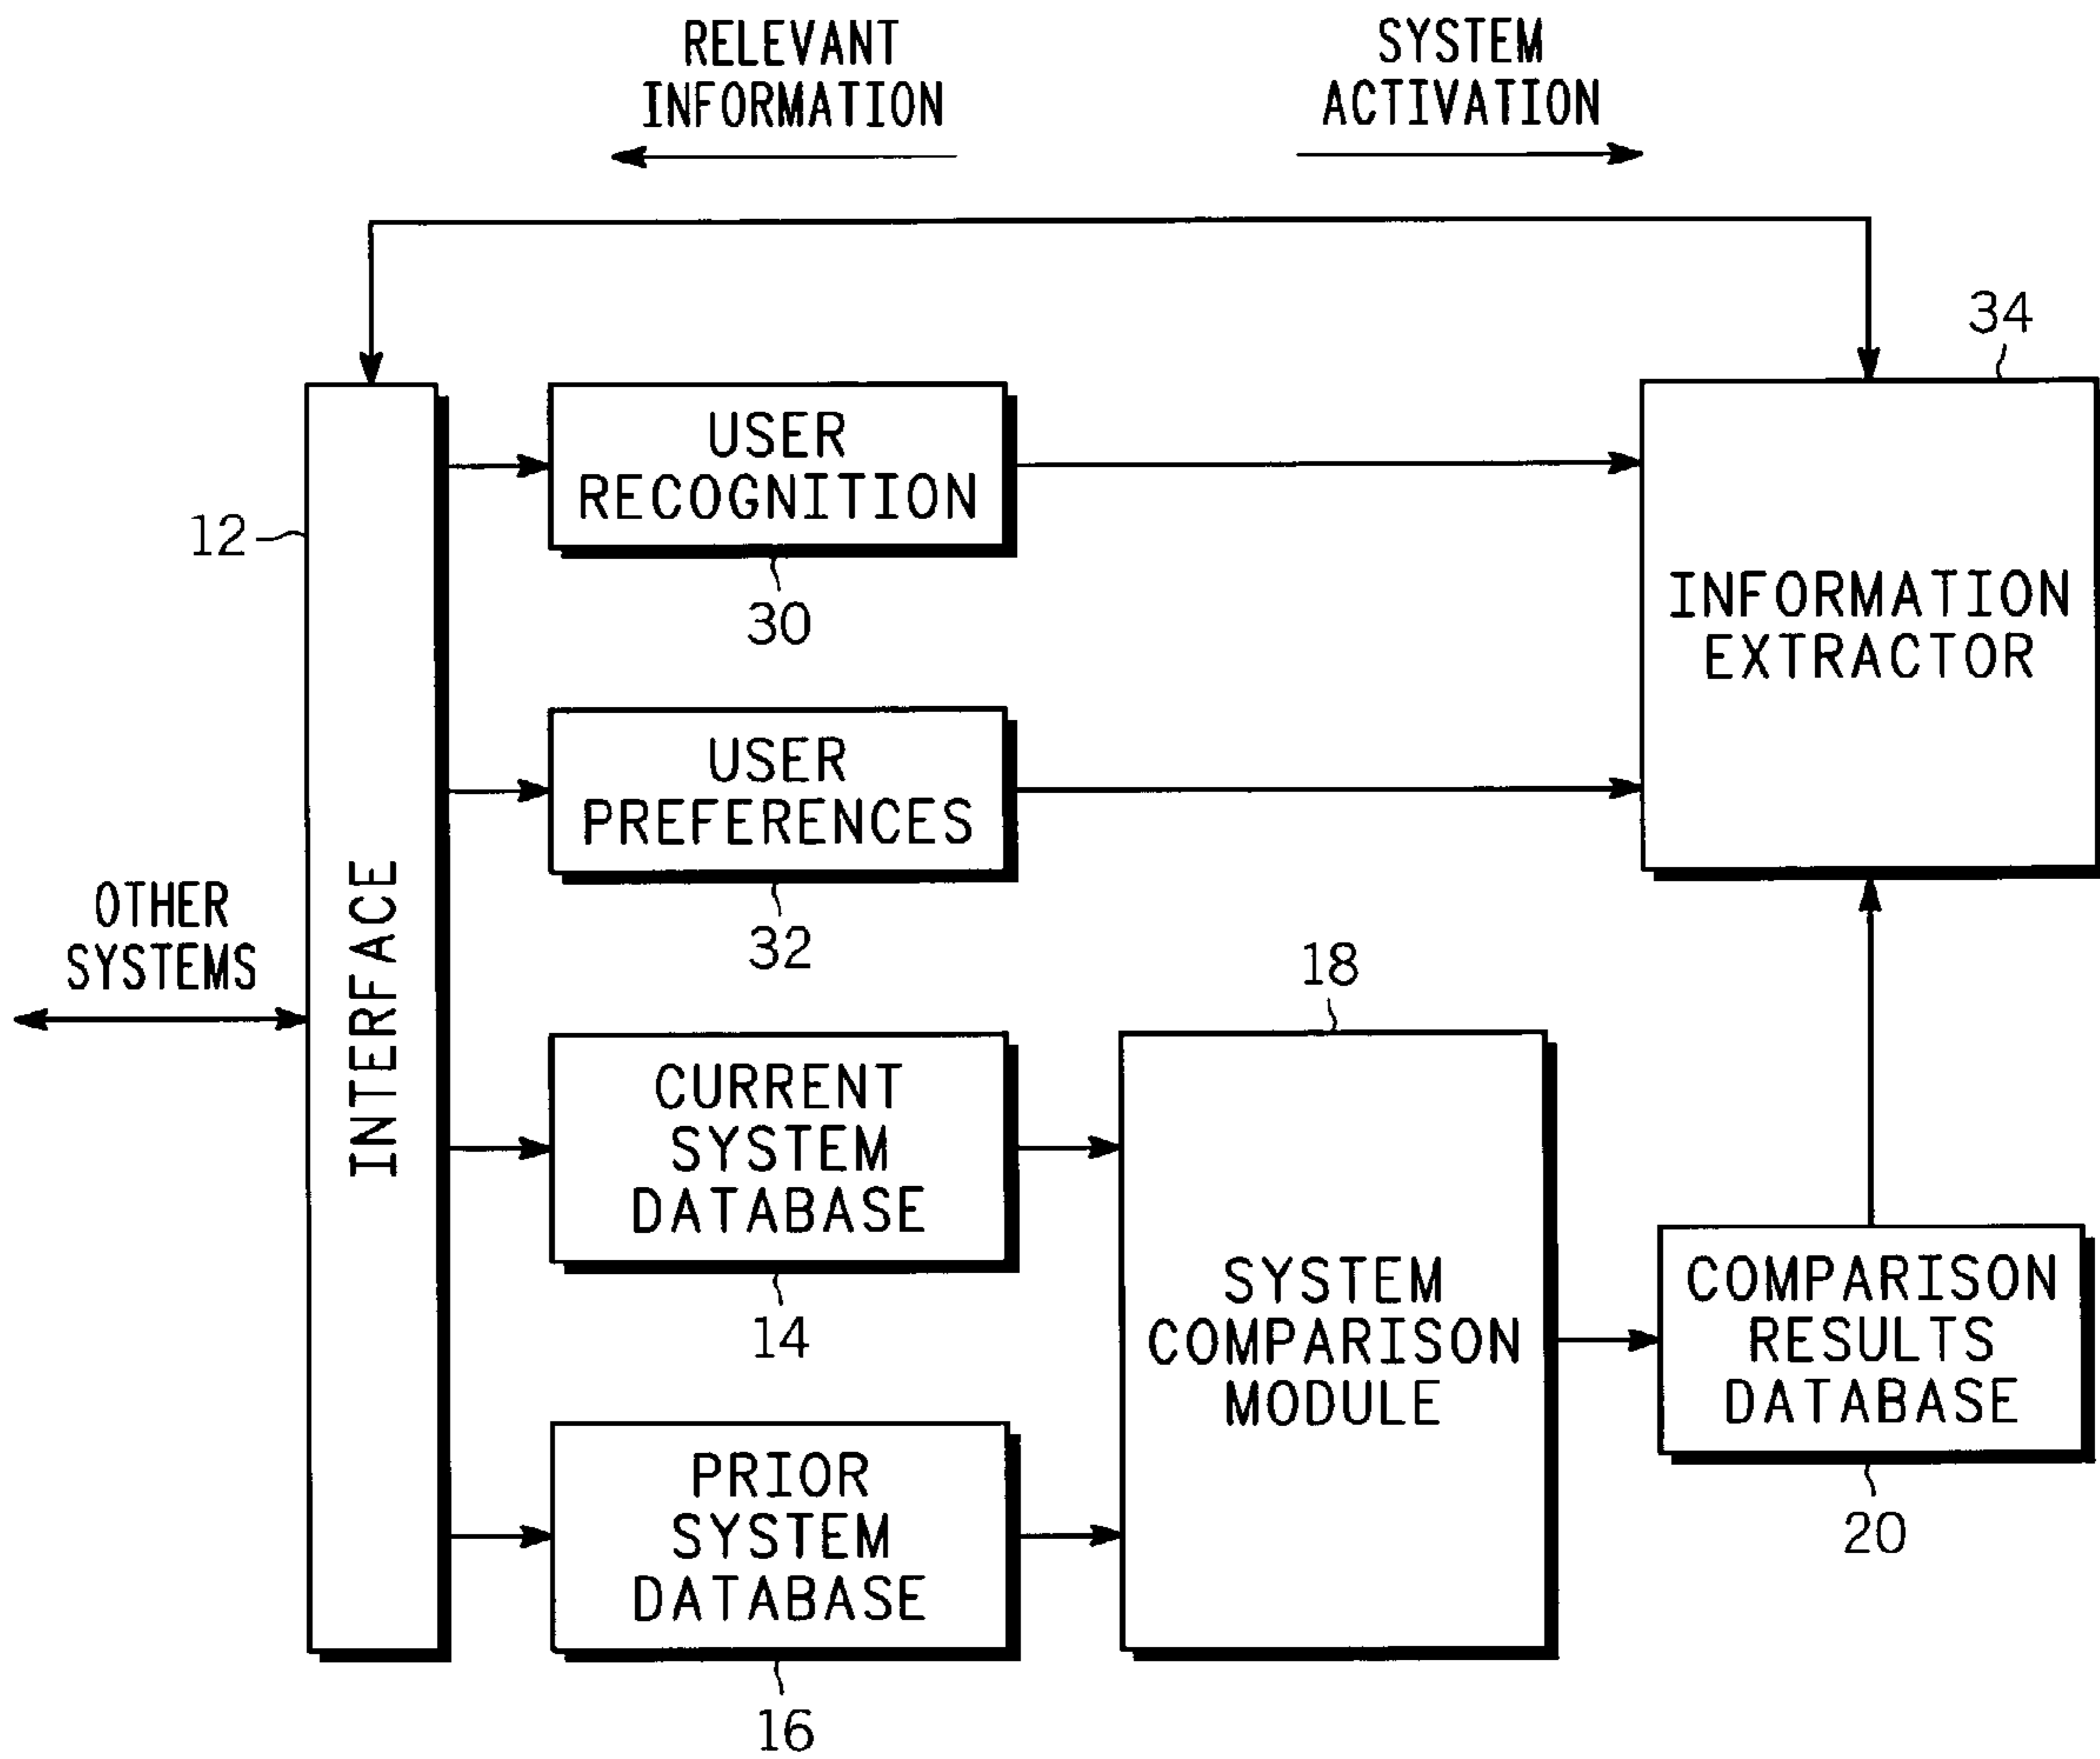 RELEVANT
INFORMATION
SYSTEM
ACTIVATION
34
12
USER
RECOGNITION
30
INFORMATION
EXTRACTOR
USER
PREFERENCES
32
OTHER
SYSTEMS
INTERFACE
18
CURRENT
SYSTEM
DATABASE
14
SYSTEM
COMPARISON
MODULE
COMPARISON
RESULTS
DATABASE
20
PRIOR
SYSTEM
DATABASE
16